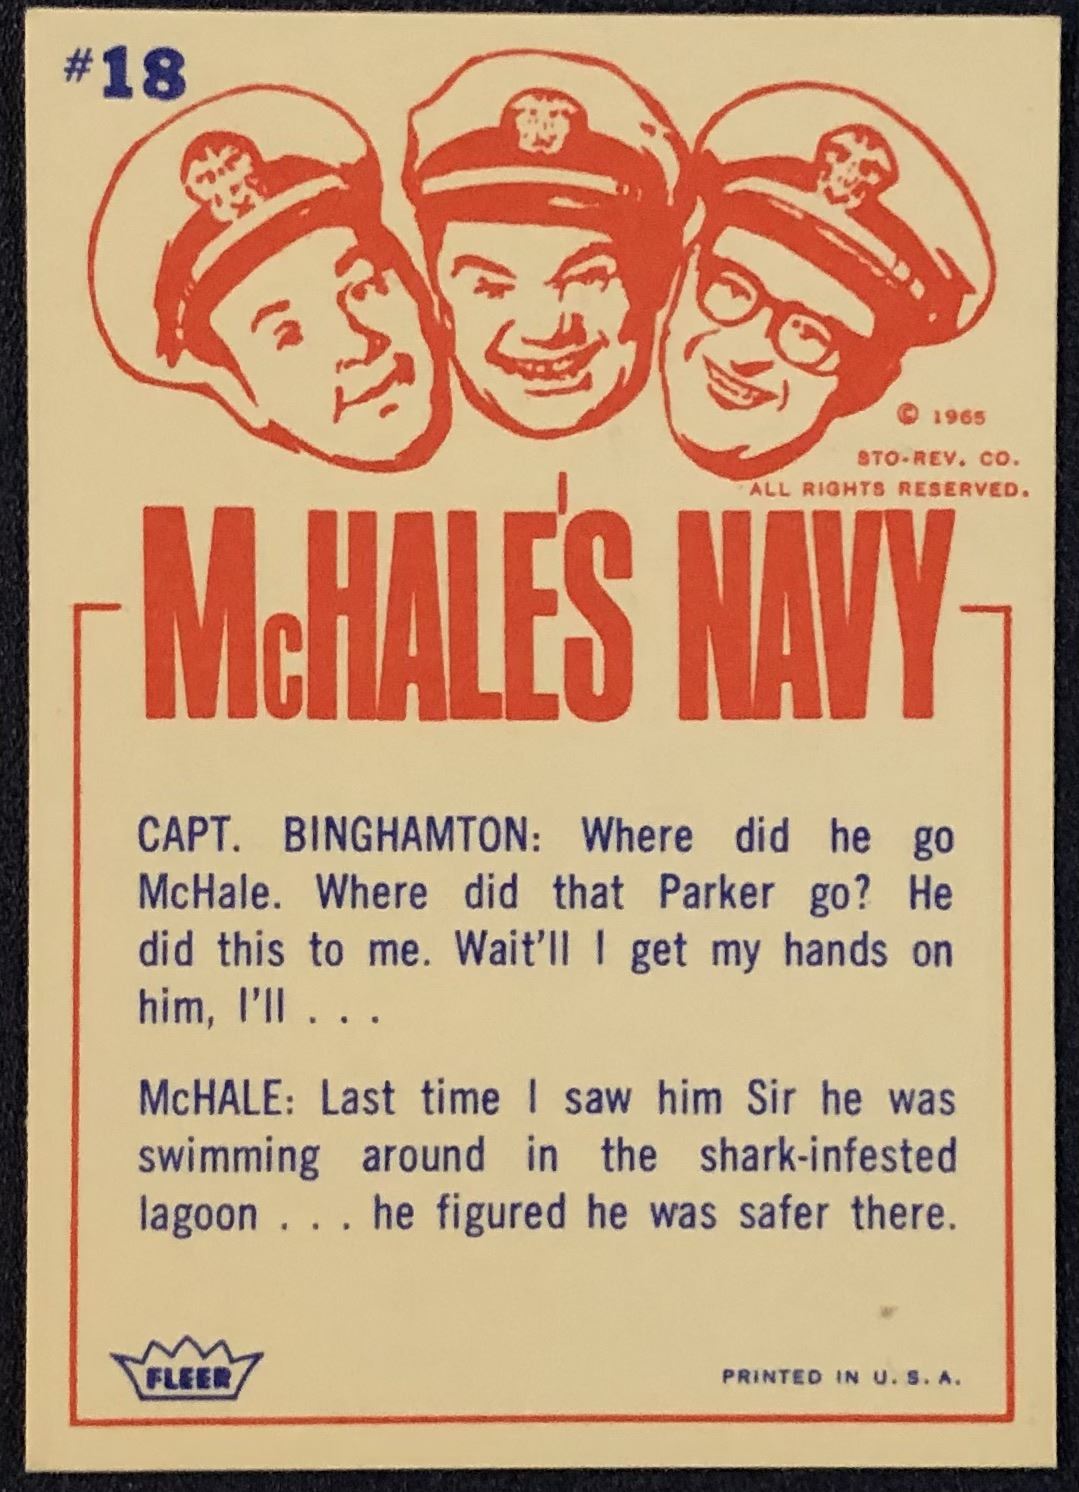 #18
© 1965
STO-REV. CO.
ALL RIGHTS RESERVED.
McHALE'S NAVY
CAPT. BINGHAMTON: Where did he go
McHale. Where did that Parker go? He
did this to me. Wait'll I get my hands on
him, I'll . . .
McHALE: Last time I saw him Sir he was
swimming around in the shark-infested
lagoon . . . he figured he was safer there.
FLEER
PRINTED IN U. S. A.